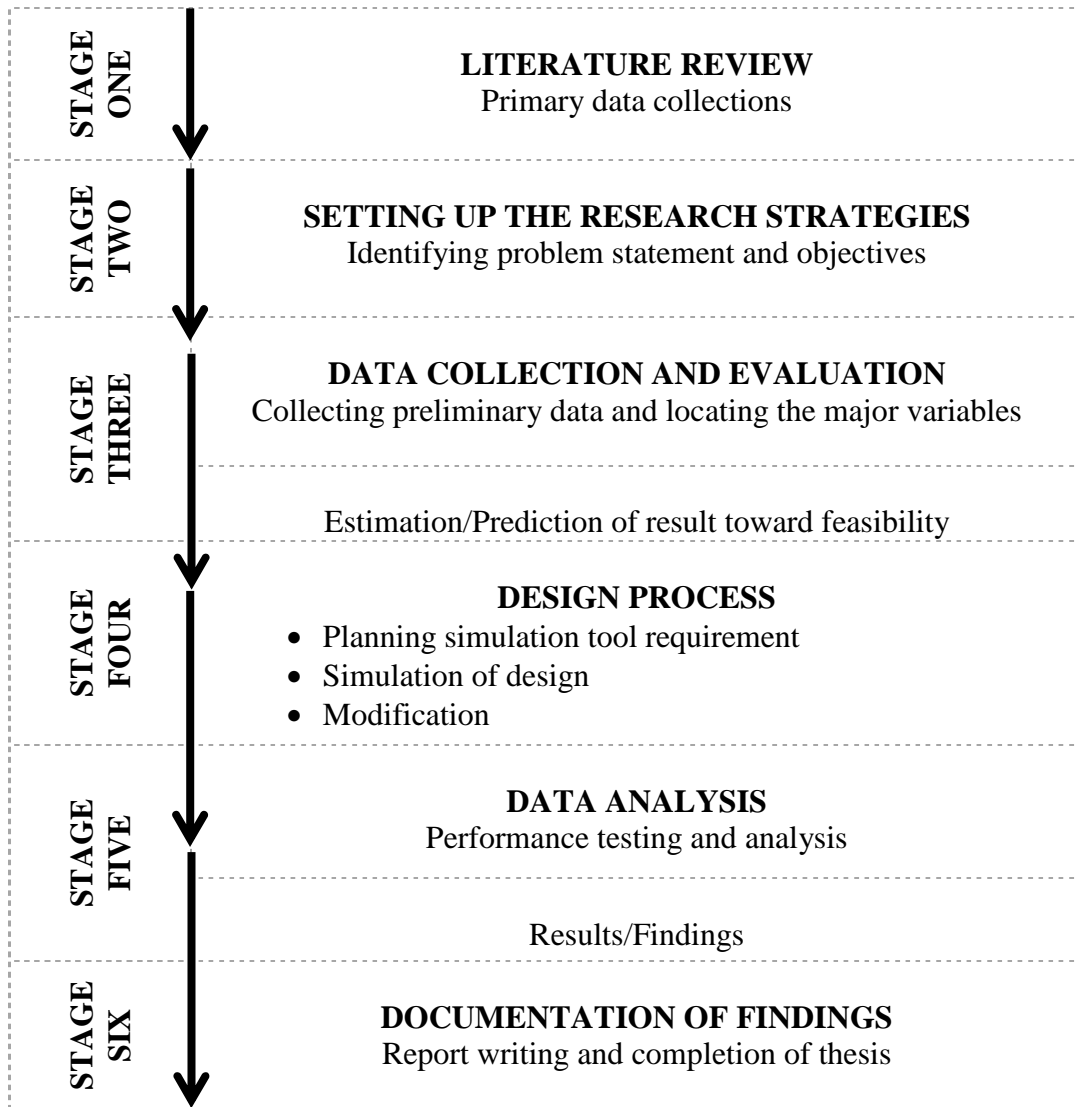 STAGE
ONE
LITERATURE REVIEW
Primary data collections
STAGE
TWO
SETTING UP THE RESEARCH STRATEGIES
Identifying problem statement and objectives
STAGE
THREE
DATA COLLECTION AND EVALUATION
Collecting preliminary data and locating the major variables
Estimation/Prediction of result toward feasibility
STAGE
FOUR
DESIGN PROCESS
• Planning simulation tool requirement
• Simulation of design
• Modification
STAGE
FIVE
DATA ANALYSIS
Performance testing and analysis
Results/Findings
STAGE
SIX
DOCUMENTATION OF FINDINGS
Report writing and completion of thesis